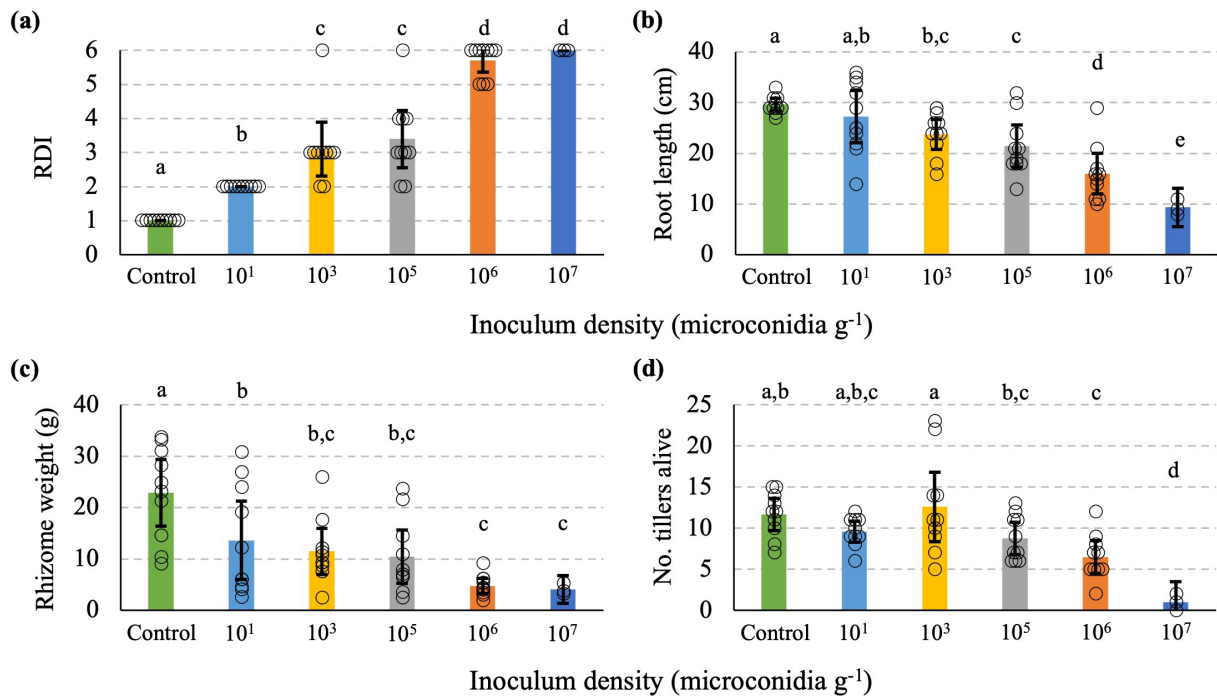 (a)
a b c c d d
RDI
6
5
4
3
2
1
0
Control 10¹ 10³ 10⁵ 10⁶ 10⁷
(b)
a a,b b,c c d e
Root length (cm)
40
30
20
10
0
Control 10¹ 10³ 10⁵ 10⁶ 10⁷
Inoculum density (microconidia g⁻¹)
(c)
a b b,c b,c c c
Rhizome weight (g)
40
30
20
10
0
Control 10¹ 10³ 10⁵ 10⁶ 10⁷
(d)
a,b a,b,c a b,c c d
No. tillers alive
25
20
15
10
5
0
Control 10¹ 10³ 10⁵ 10⁶ 10⁷
Inoculum density (microconidia g⁻¹)